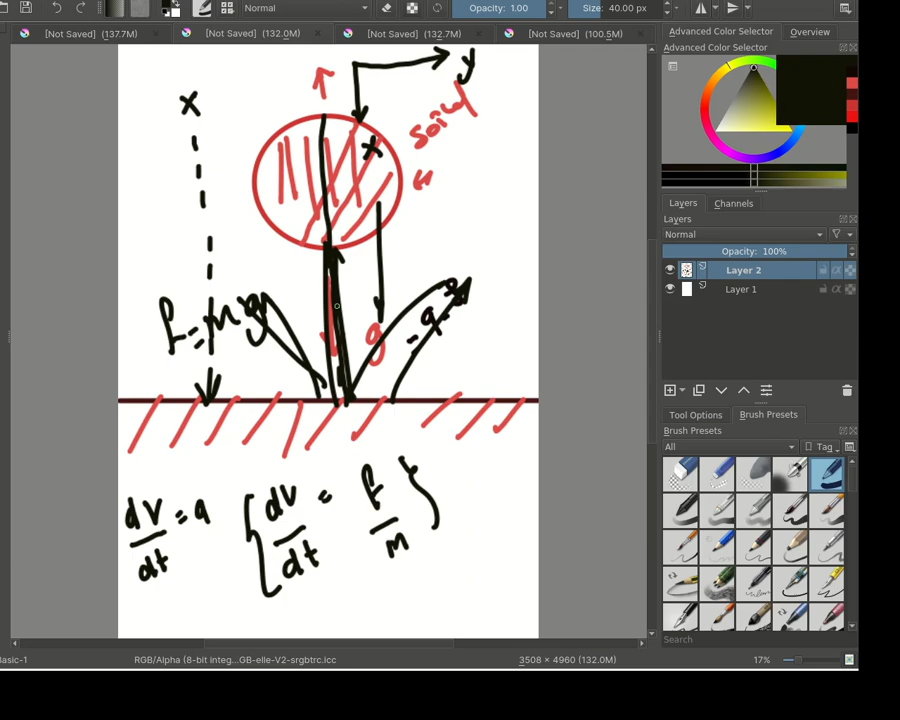 Normal
Opacity: 1.00
Size: 40.00 px
[Not Saved] (137.7M)
[Not Saved] (132.0M)
[Not Saved] (132.7M)
[Not Saved] (100.5M)
Advanced Color Selector
Overview
Advanced Color Selector
y
x
x
g
dv/dt = a
{ dv/dt = f/m }
Layers
Channels
Layers
Normal
Opacity: 100%
Layer 2
Layer 1
Tool Options
Brush Presets
Brush Presets
All
Tag
Search
asic-1
RGB/Alpha (8-bit integ...GB-elle-V2-srgbtrc.icc
3508 × 4960 (132.0M)
17%